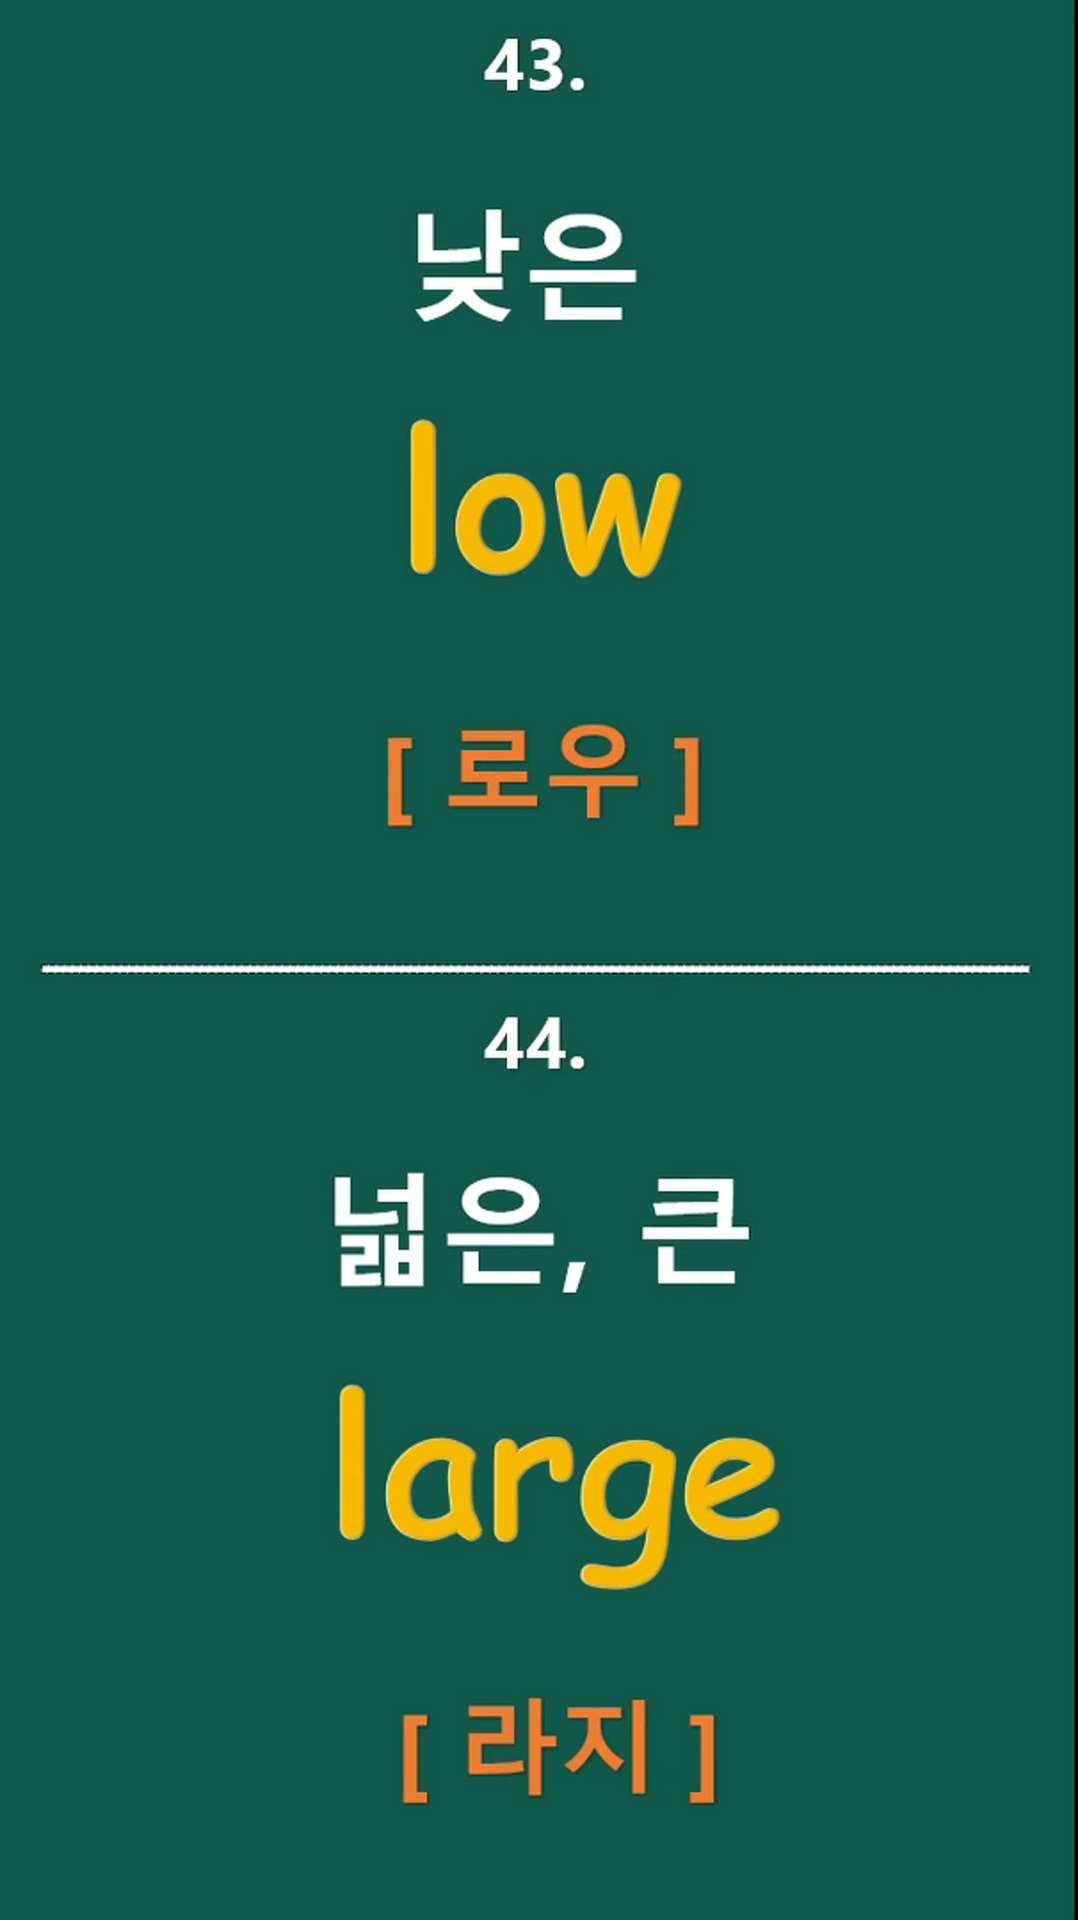 43.
낮은
low
[ 로우 ]
44.
넓은, 큰
large
[ 라지 ]